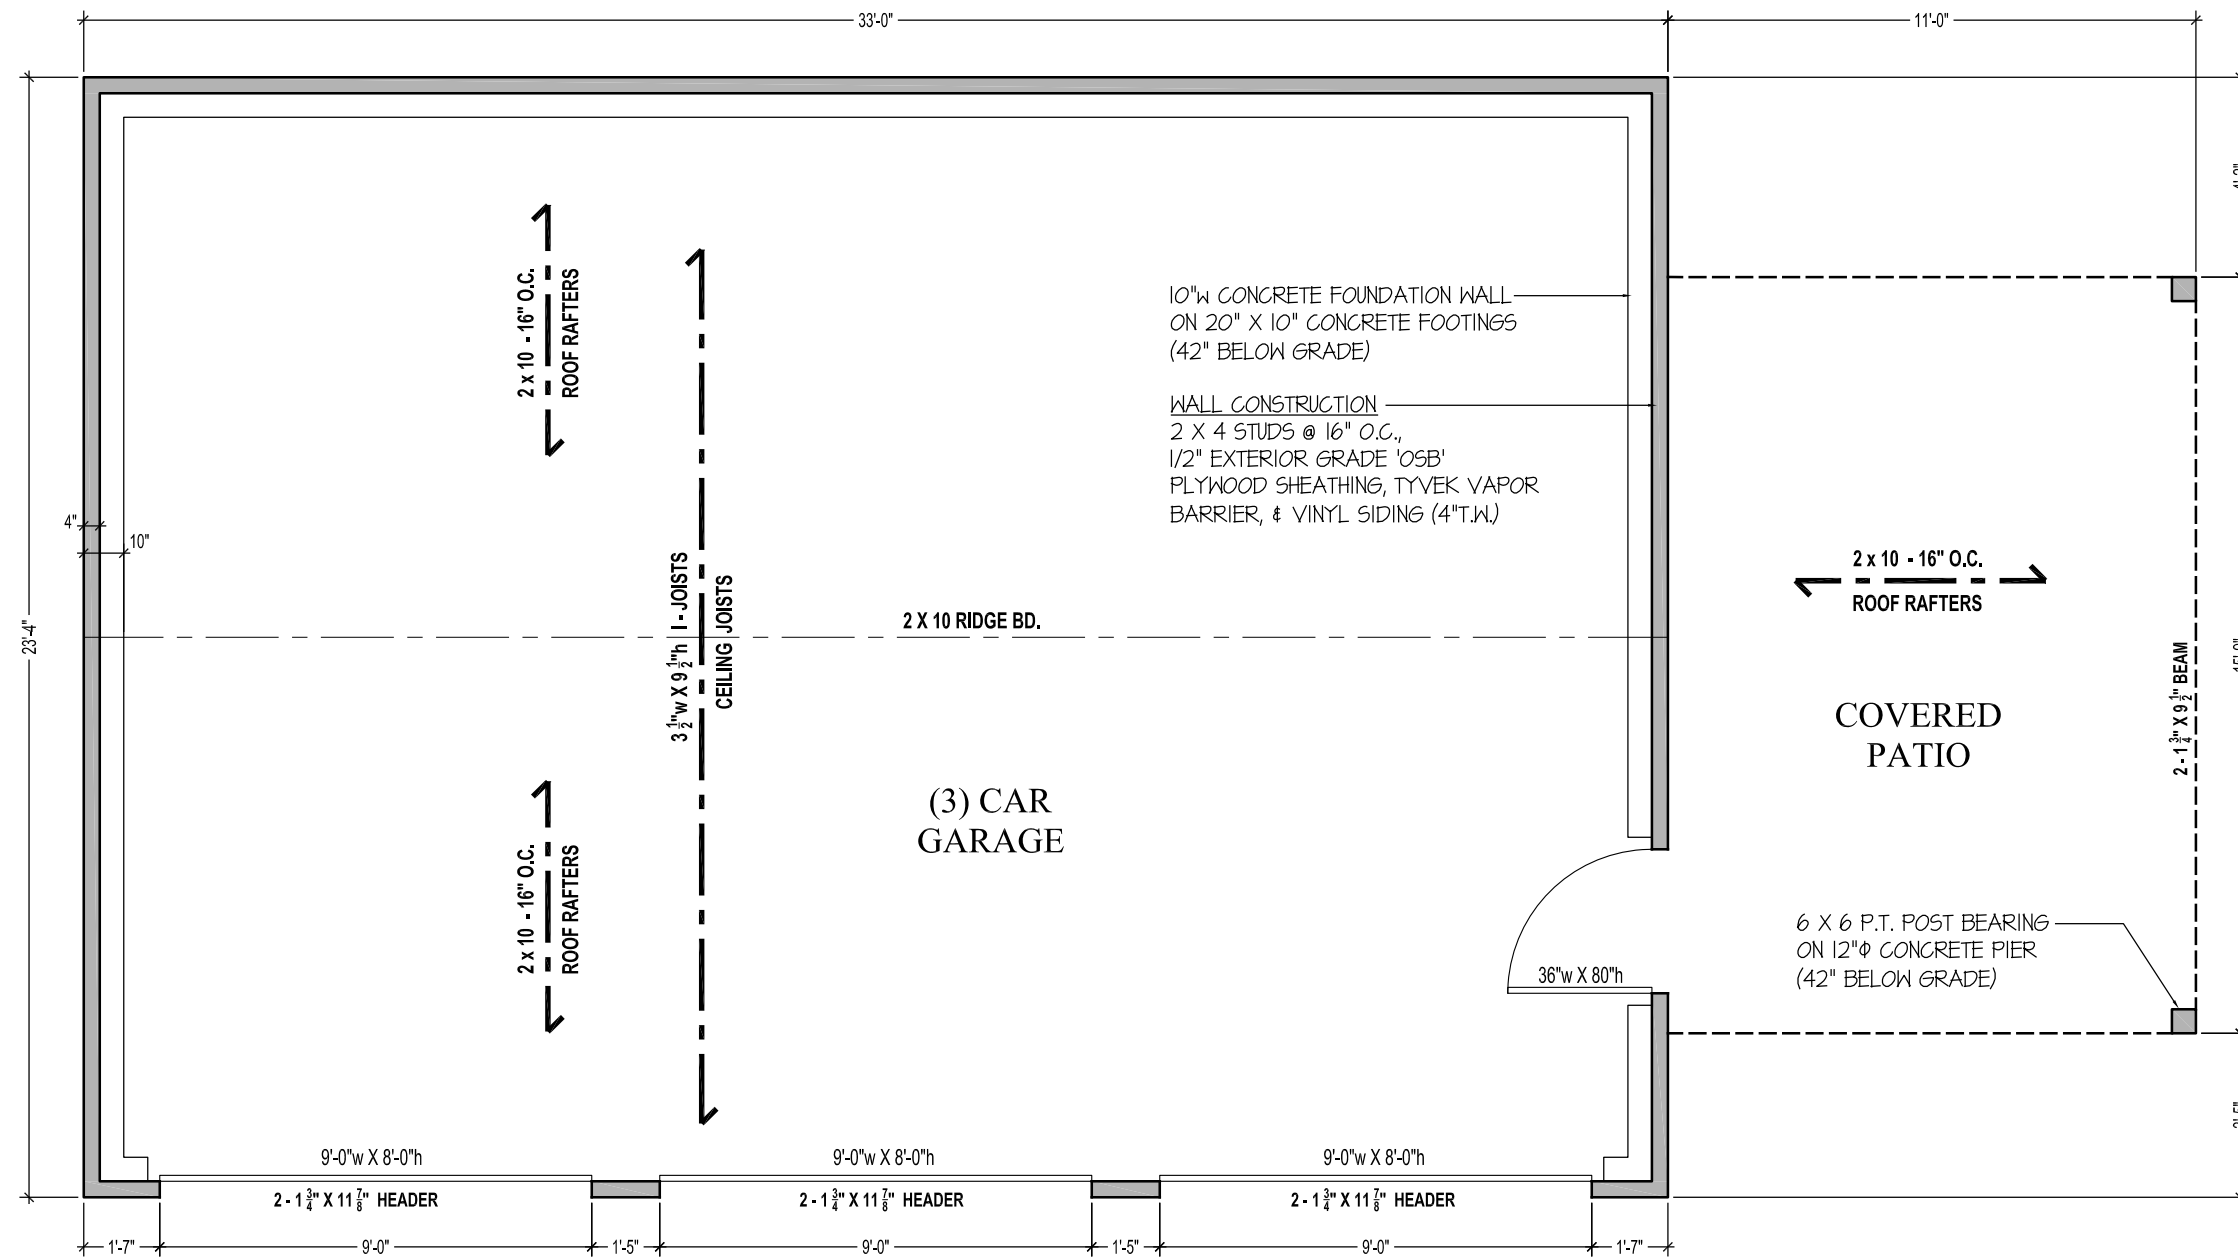 33'-0"
11'-0"
10"W CONCRETE FOUNDATION WALL
ON 20" X 10" CONCRETE FOOTINGS
(42" BELOW GRADE)
WALL CONSTRUCTION
2 X 4 STUDS @ 16" O.C.,
1/2" EXTERIOR GRADE 'OSB'
PLYWOOD SHEATHING, TYVEK VAPOR
BARRIER, & VINYL SIDING (4"T.W.)
2 x 10 - 16" O.C.
ROOF RAFTERS
4"
10"
23'-4"
3 1/2"w X 9 1/2"h I - JOISTS
CEILING JOISTS
2 X 10 RIDGE BD.
2 x 10 - 16" O.C.
ROOF RAFTERS
2 - 1 3/4" X 9 1/2" BEAM
COVERED
PATIO
(3) CAR
GARAGE
2 x 10 - 16" O.C.
ROOF RAFTERS
36"w X 80"h
6 X 6 P.T. POST BEARING
ON 12"Φ CONCRETE PIER
(42" BELOW GRADE)
9'-0"w X 8'-0"h
9'-0"w X 8'-0"h
9'-0"w X 8'-0"h
2 - 1 3/4" X 11 7/8" HEADER
2 - 1 3/4" X 11 7/8" HEADER
2 - 1 3/4" X 11 7/8" HEADER
1'-7"
9'-0"
1'-5"
9'-0"
1'-5"
9'-0"
1'-7"